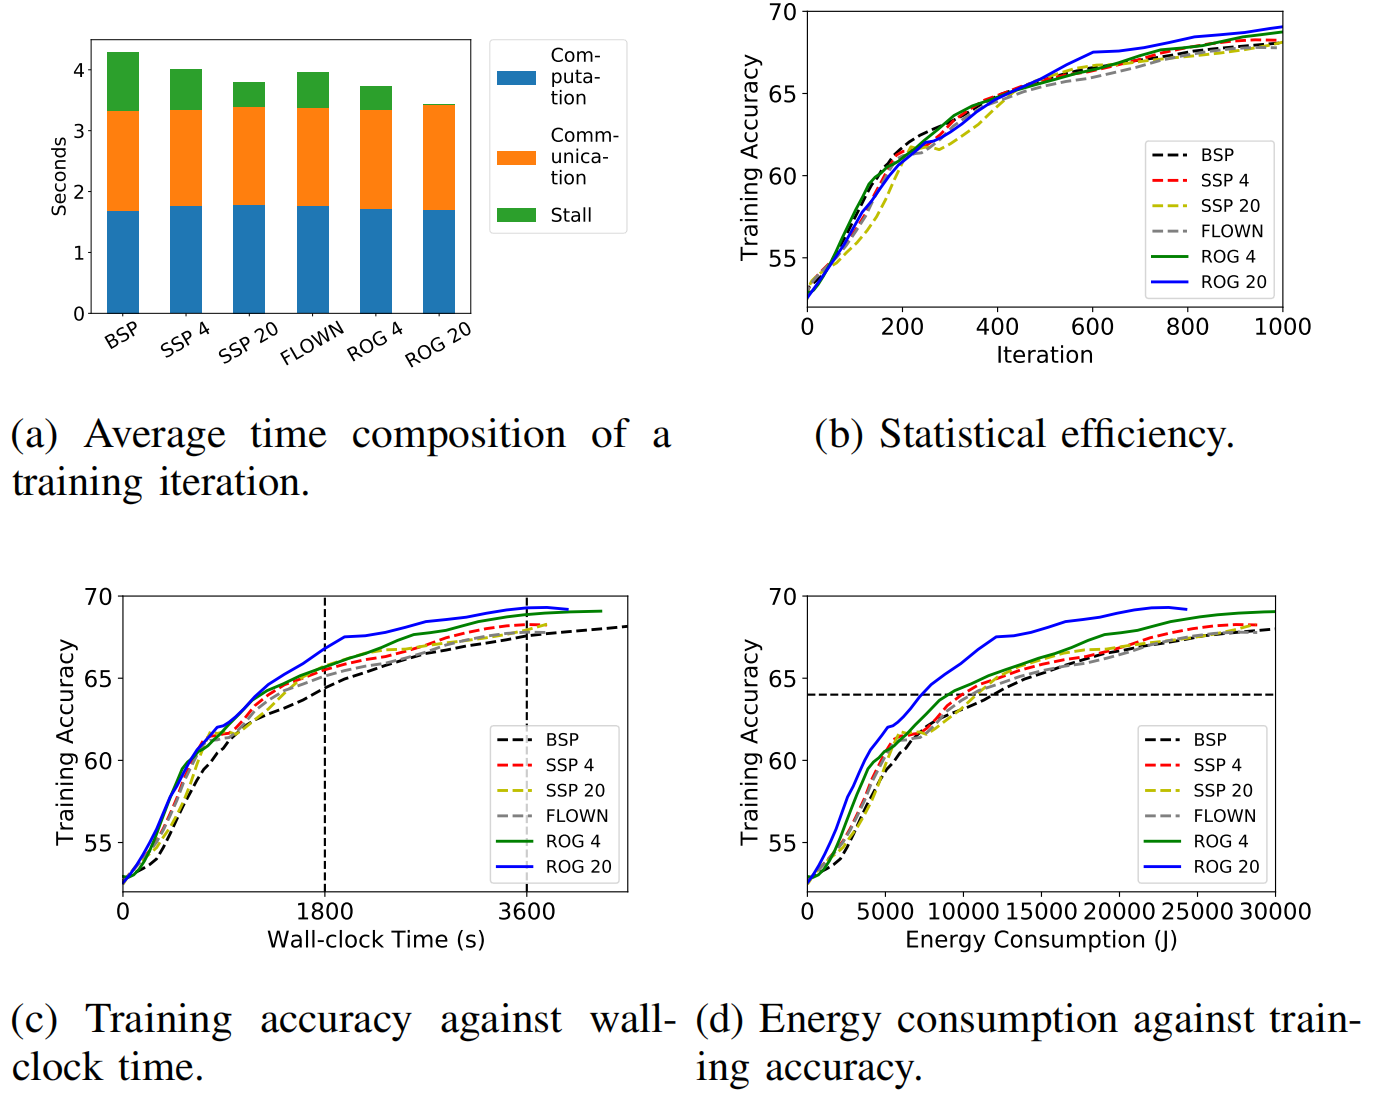 4
3
2
1
0
Seconds
BSP
SSP 4
SSP 20
FLOWN
ROG 4
ROG 20
Com-
puta-
tion
Comm-
unica-
tion
Stall
(a) Average time composition of a
training iteration.
70
65
60
55
Training Accuracy
0 200 400 600 800 1000
Iteration
BSP
SSP 4
SSP 20
FLOWN
ROG 4
ROG 20
(b) Statistical efficiency.
70
65
60
55
Training Accuracy
0 1800 3600
Wall-clock Time (s)
BSP
SSP 4
SSP 20
FLOWN
ROG 4
ROG 20
(c) Training accuracy against wall-
clock time.
70
65
60
55
Training Accuracy
0 5000 10000 15000 20000 25000 30000
Energy Consumption (J)
BSP
SSP 4
SSP 20
FLOWN
ROG 4
ROG 20
(d) Energy consumption against train-
ing accuracy.